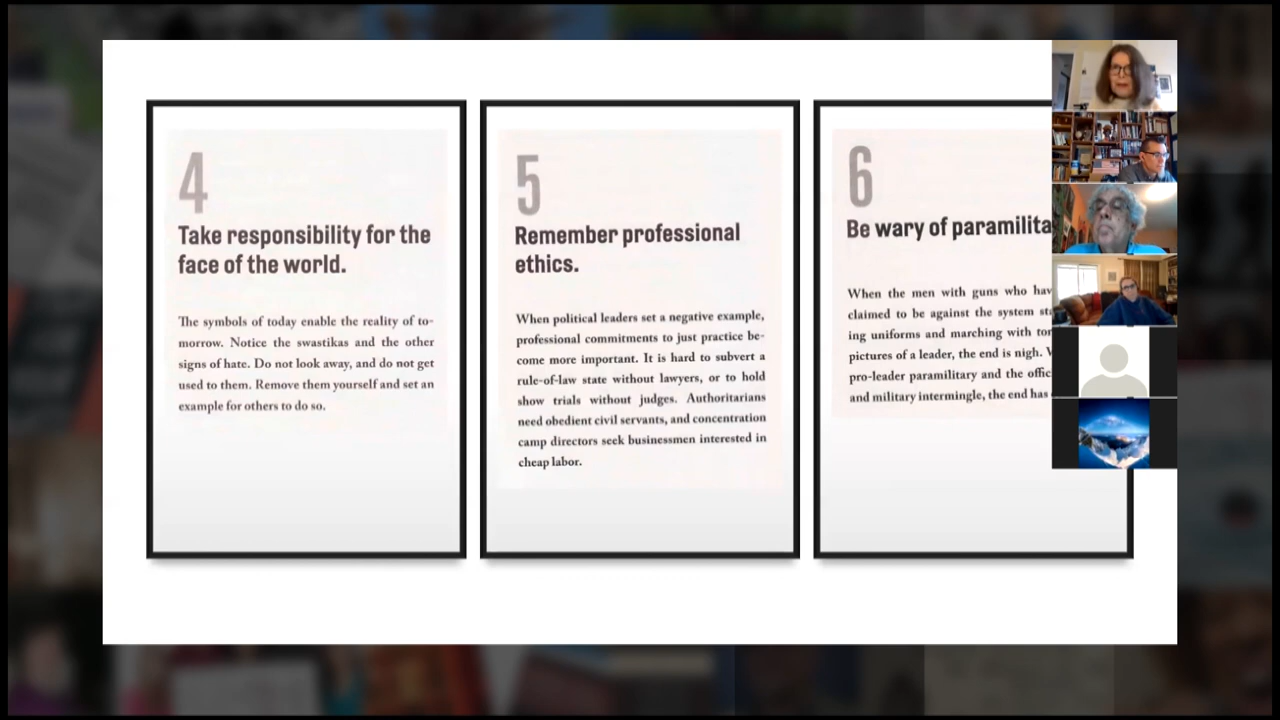 4
Take responsibility for the
face of the world.
The symbols of today enable the reality of to-
morrow. Notice the swastikas and the other
signs of hate. Do not look away, and do not get
used to them. Remove them yourself and set an
example for others to do so.
5
Remember professional
ethics.
When political leaders set a negative example,
professional commitments to just practice be-
come more important. It is hard to subvert a
rule-of-law state without lawyers, or to hold
show trials without judges. Authoritarians
need obedient civil servants, and concentration
camp directors seek businessmen interested in
cheap labor.
6
Be wary of paramilita
When the men with guns who hav
claimed to be against the system st
ing uniforms and marching with tor
pictures of a leader, the end is nigh.
pro-leader paramilitary and the offic
and military intermingle, the end has